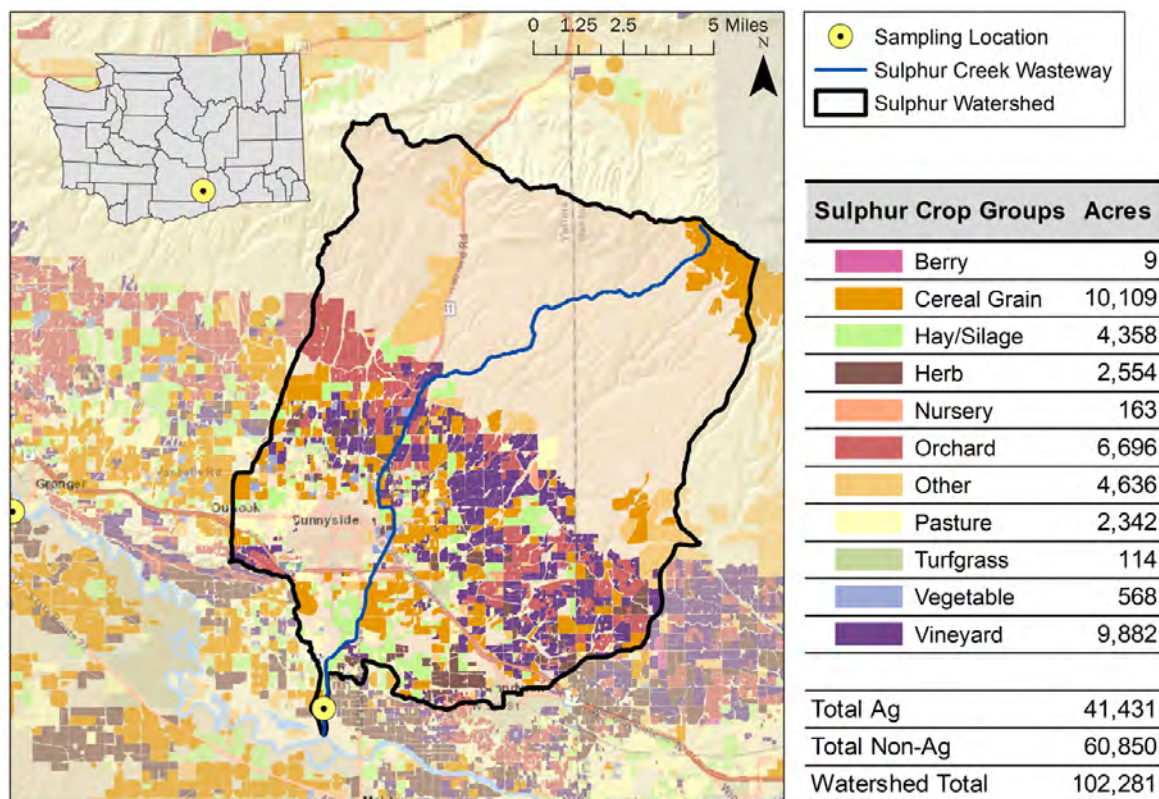 0 1.25 2.5 5 Miles
N
Sampling Location
Sulphur Creek Wasteway
Sulphur Watershed
Sulphur Crop Groups Acres
Berry 9
Cereal Grain 10,109
Hay/Silage 4,358
Herb 2,554
Nursery 163
Orchard 6,696
Other 4,636
Pasture 2,342
Turfgrass 114
Vegetable 568
Vineyard 9,882
Total Ag 41,431
Total Non-Ag 60,850
Watershed Total 102,281
Granger
Outlook
Sunnyside